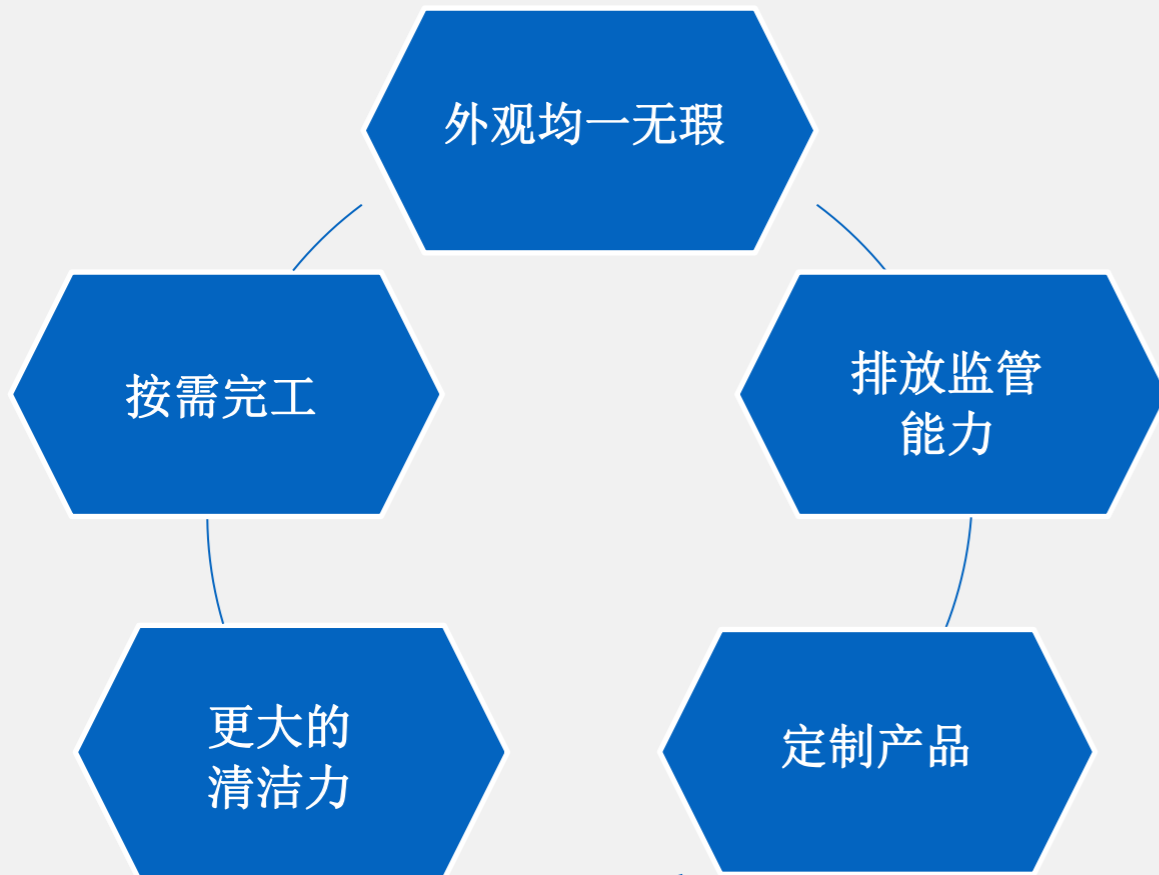 外观均一无瑕
按需完工
排放监管
能力
更大的
清洁力
定制产品